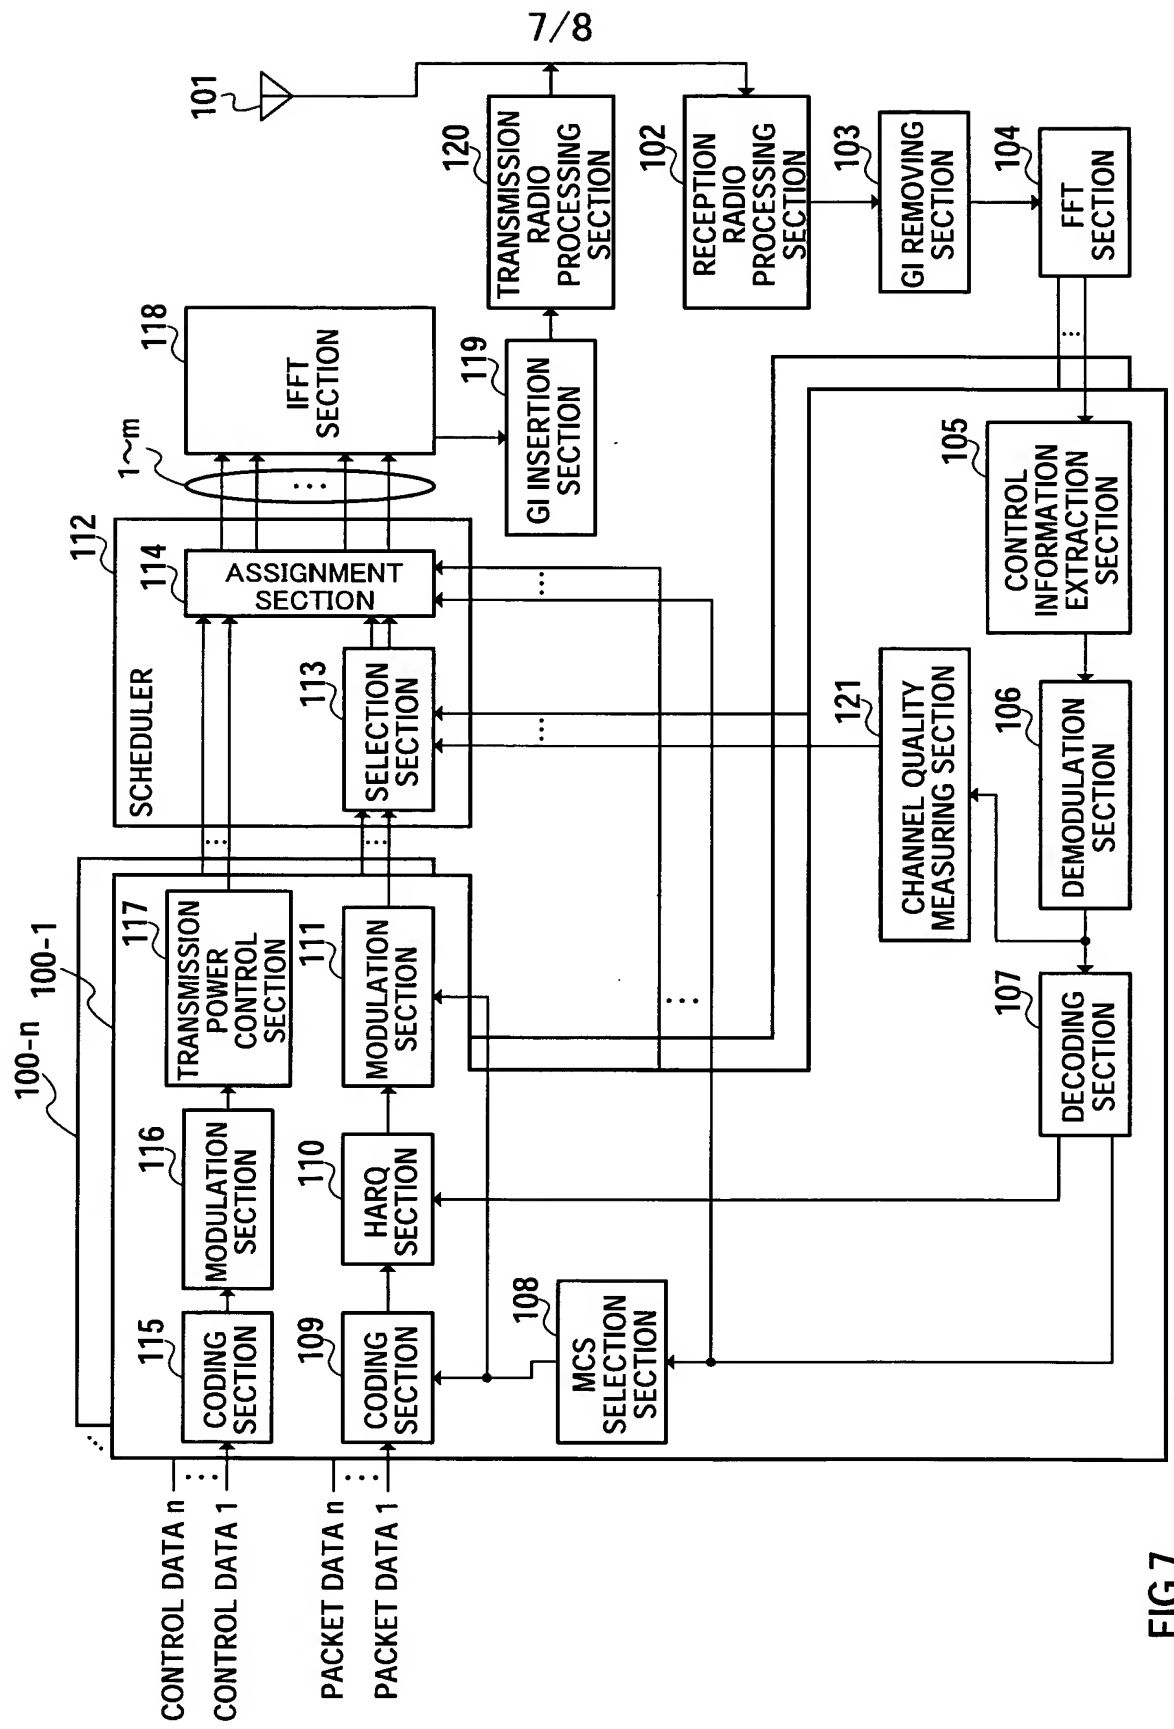 7/8
CONTROL DATA n
CONTROL DATA 1
PACKET DATA n
PACKET DATA 1
100-n
100-1
115
CODING
SECTION
116
MODULATION
SECTION
117
TRANSMISSION
POWER
CONTROL
SECTION
109
CODING
SECTION
110
HARQ
SECTION
111
MODULATION
SECTION
108
MCS
SELECTION
SECTION
112
SCHEDULER
113
SELECTION
SECTION
114
ASSIGNMENT
SECTION
1~m
118
IFFT
SECTION
119
GI INSERTION
SECTION
120
TRANSMISSION
RADIO
PROCESSING
SECTION
101
102
RECEPTION
RADIO
PROCESSING
SECTION
103
GI REMOVING
SECTION
104
FFT
SECTION
105
CONTROL
INFORMATION
EXTRACTION
SECTION
106
DEMODULATION
SECTION
107
DECODING
SECTION
121
CHANNEL QUALITY
MEASURING SECTION
FIG.7